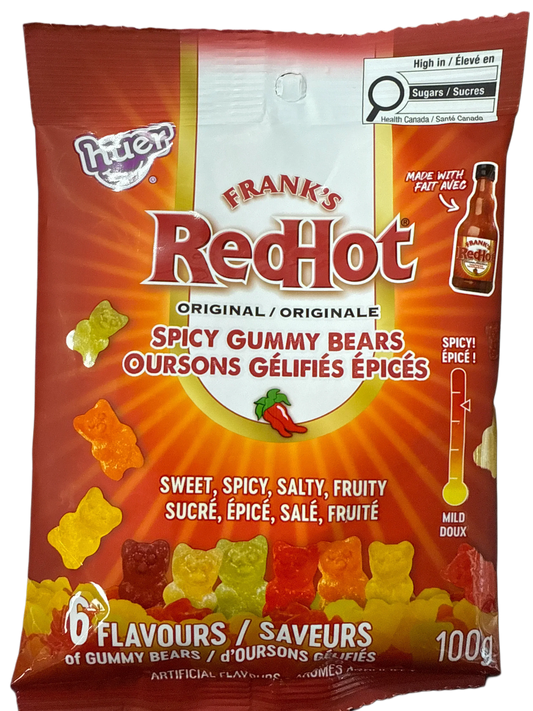 High in / Élevé en
Sugars / Sucres
Health Canada / Santé Canada
huer®
MADE WITH
FAIT AVEC
FRANK'S
RedHot®
FRANK'S
RedHot
ORIGINAL / ORIGINALE
SPICY GUMMY BEARS
OURSONS GÉLIFIÉS ÉPICÉS
SPICY!
ÉPICÉ !
SWEET, SPICY, SALTY, FRUITY
SUCRÉ, ÉPICÉ, SALÉ, FRUITÉ
MILD
DOUX
6 FLAVOURS / SAVEURS
of GUMMY BEARS / d'OURSONS GÉLIFIÉS
100g
ARTIFICIAL FLAVOURS